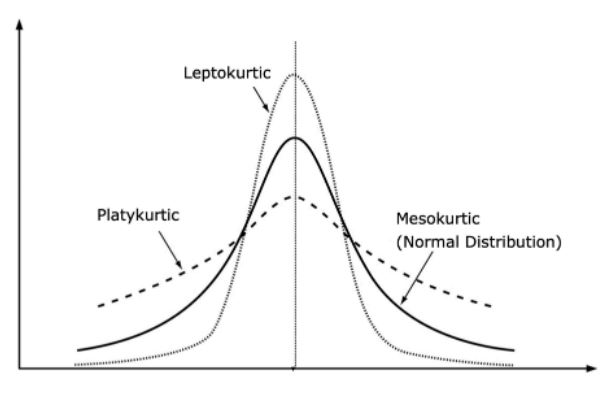 Leptokurtic
Platykurtic
Mesokurtic
(Normal Distribution)